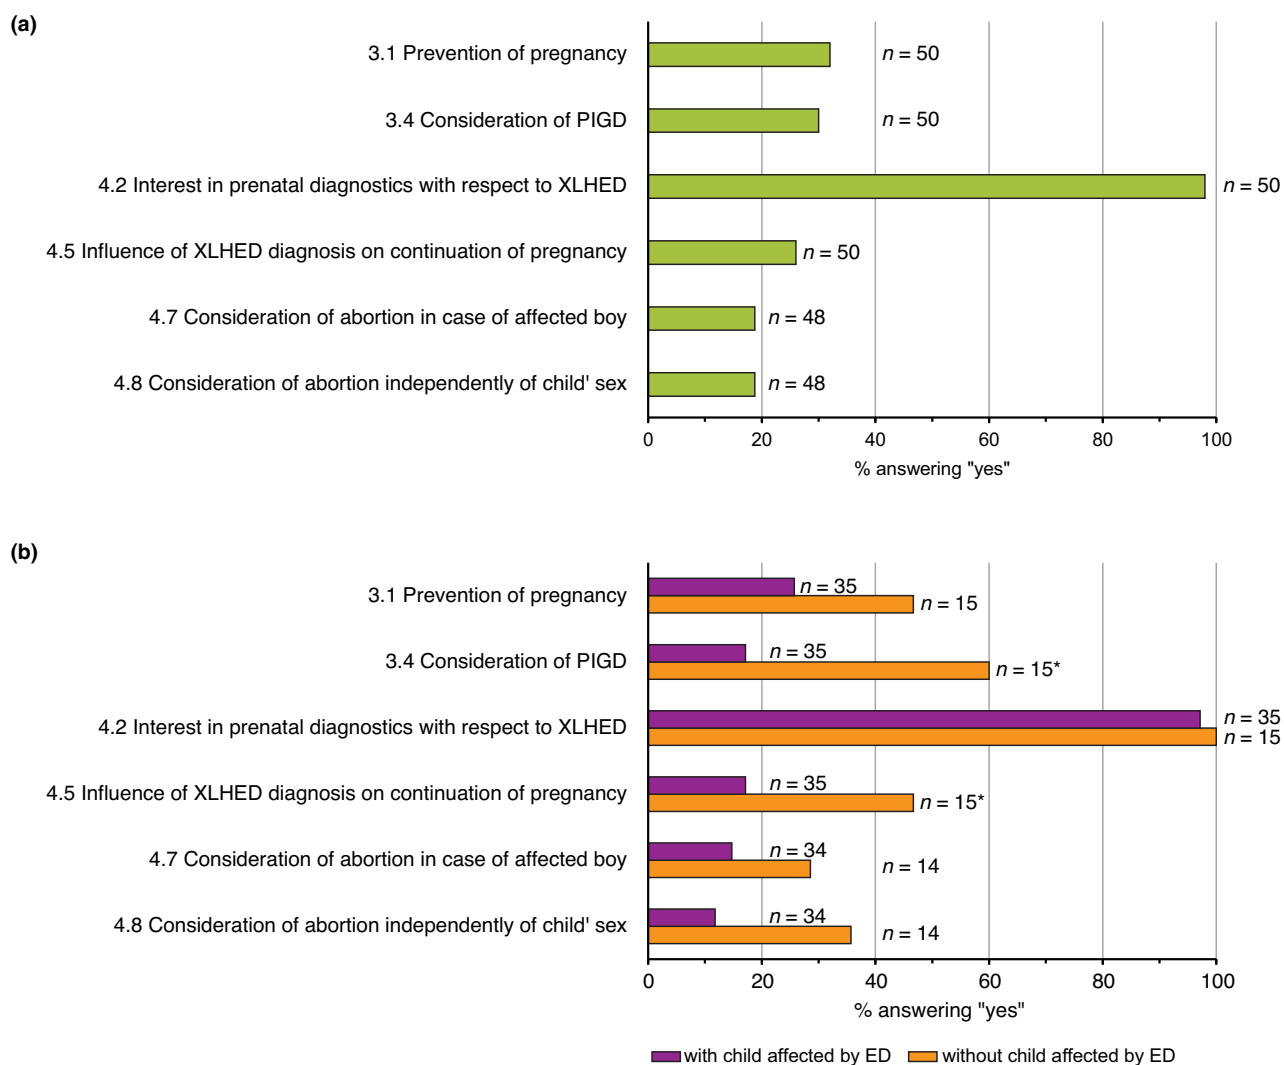 (a)
3.1 Prevention of pregnancy n = 50
3.4 Consideration of PIGD n = 50
4.2 Interest in prenatal diagnostics with respect to XLHED n = 50
4.5 Influence of XLHED diagnosis on continuation of pregnancy n = 50
4.7 Consideration of abortion in case of affected boy n = 48
4.8 Consideration of abortion independently of child' sex n = 48
0 20 40 60 80 100
% answering "yes"
(b)
3.1 Prevention of pregnancy n = 35
n = 15
3.4 Consideration of PIGD n = 35
n = 15*
4.2 Interest in prenatal diagnostics with respect to XLHED n = 35
n = 15
4.5 Influence of XLHED diagnosis on continuation of pregnancy n = 35
n = 15*
4.7 Consideration of abortion in case of affected boy n = 34
n = 14
4.8 Consideration of abortion independently of child' sex n = 34
n = 14
0 20 40 60 80 100
% answering "yes"
with child affected by ED without child affected by ED